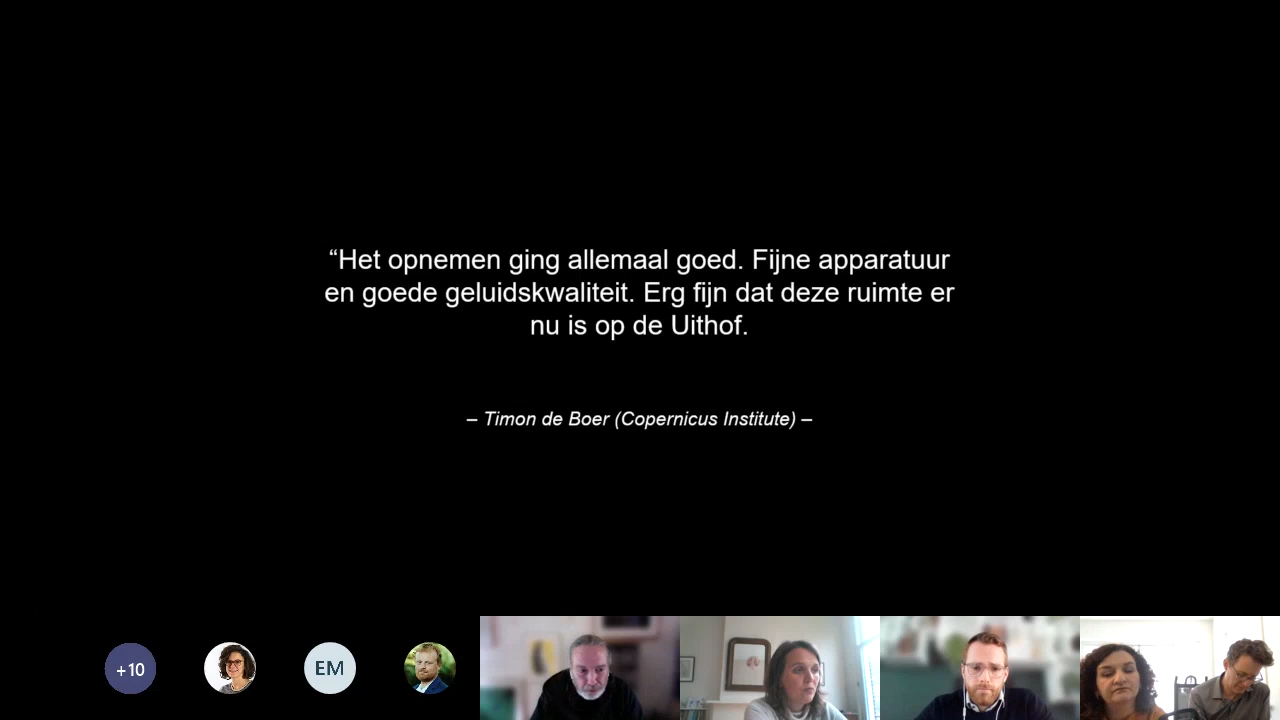 “Het opnemen ging allemaal goed. Fijne apparatuur
en goede geluidskwaliteit. Erg fijn dat deze ruimte er
nu is op de Uithof.
– Timon de Boer (Copernicus Institute) –
+10
EM